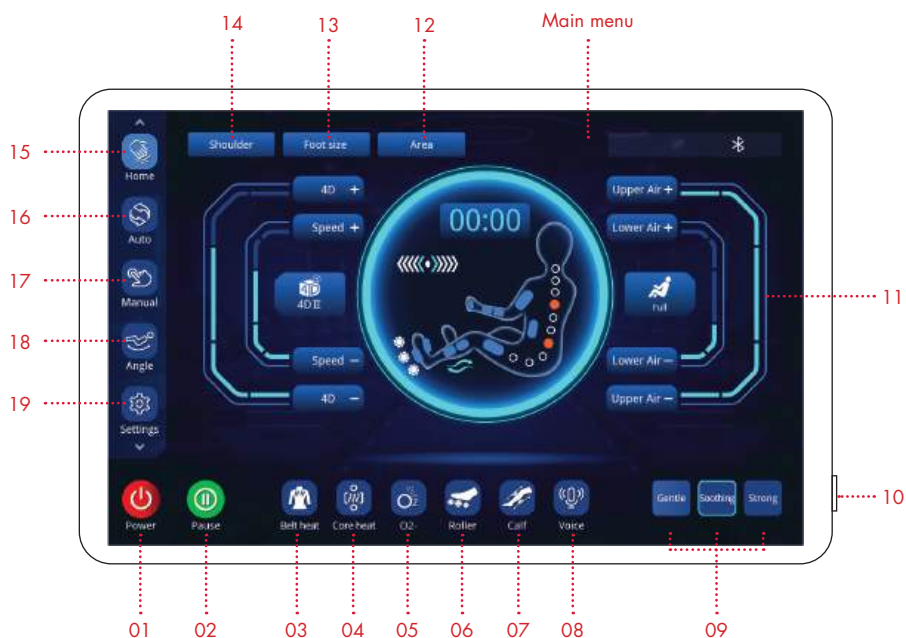 14
13
12
Main menu
Shoulder
Foot size
Area
15
Home
4D +
Upper Air +
16
Auto
Speed +
00:00
Lower Air +
17
Manual
4D
4D II
Full
11
18
Angle
Speed −
Lower Air −
19
Settings
4D −
Upper Air −
10
Power
Pause
Belt heat
Core heat
O2-
Roller
Calf
Voice
Gentle
Soothing
Strong
01
02
03
04
05
06
07
08
09